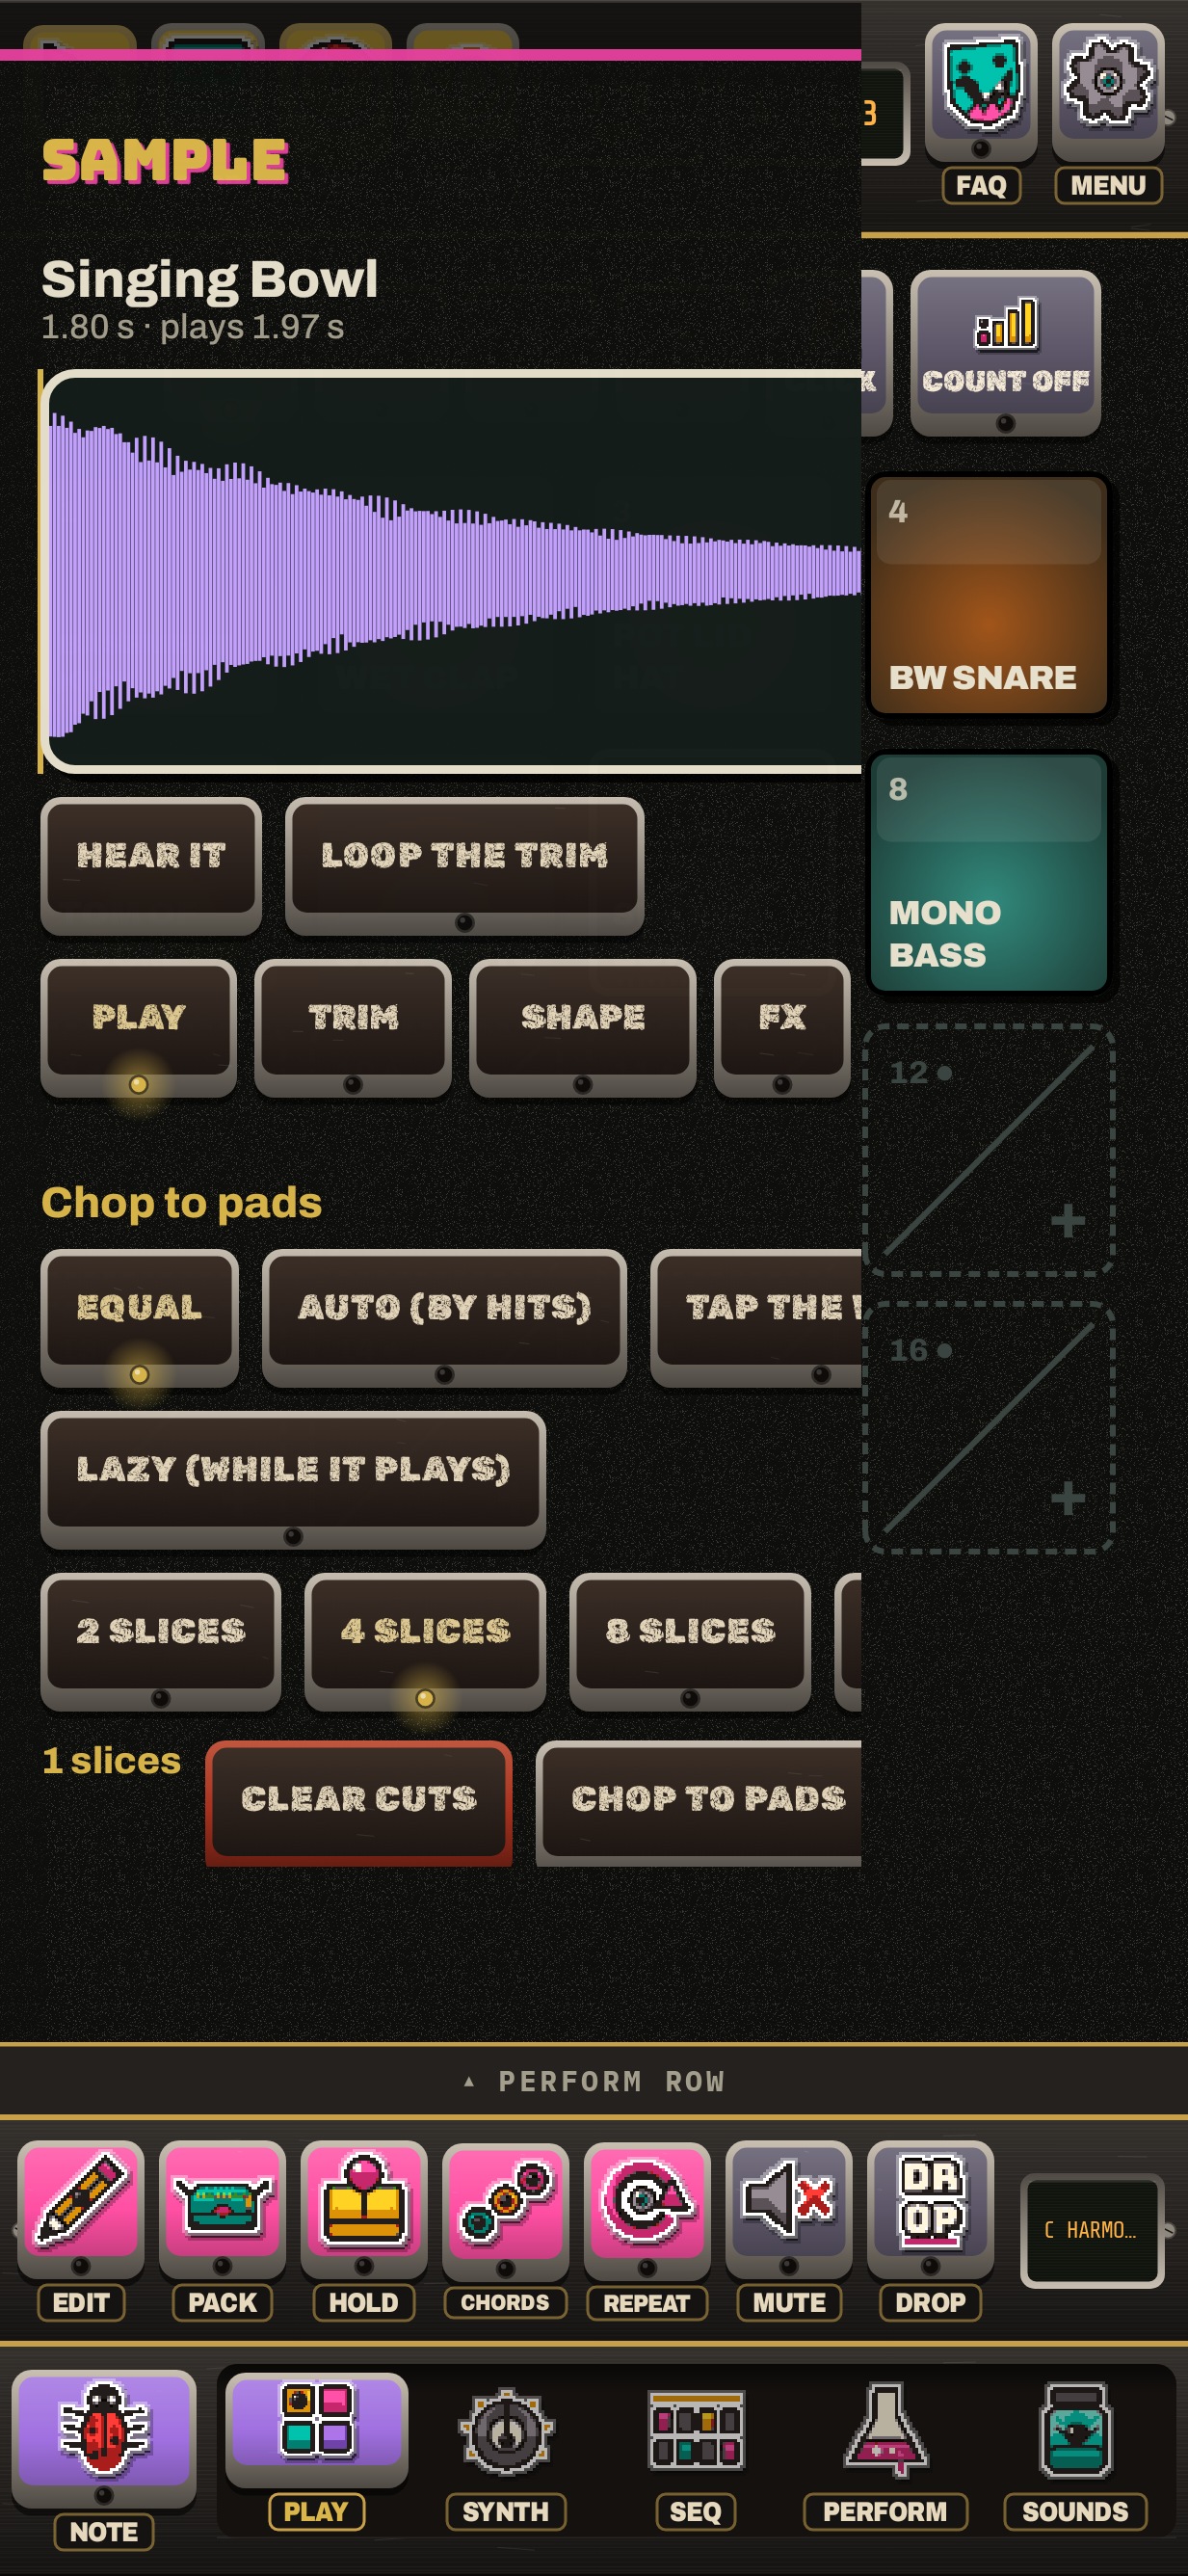 3
FAQ
MENU
SAMPLE
Singing Bowl
1.80 s · plays 1.97 s
COUNT OFF
4
BW SNARE
HEAR IT
LOOP THE TRIM
8
MONO
BASS
PLAY
TRIM
SHAPE
FX
12
Chop to pads
EQUAL
AUTO (BY HITS)
TAP THE
16
LAZY (WHILE IT PLAYS)
2 SLICES
4 SLICES
8 SLICES
1 slices
CLEAR CUTS
CHOP TO PADS
▲ PERFORM ROW
DR
OP
C HARMO…
EDIT
PACK
HOLD
CHORDS
REPEAT
MUTE
DROP
NOTE
PLAY
SYNTH
SEQ
PERFORM
SOUNDS